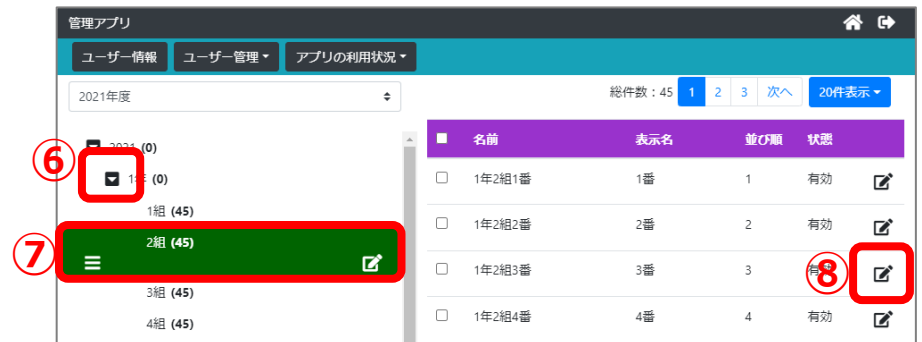 管理アプリ
ユーザー情報 ユーザー管理 アプリの利用状況
2021年度 総件数：45 1 2 3 次へ 20件表示
名前 表示名 並び順 状態
2021 (0)
⑥
1年 (0)
1年2組1番 1番 1 有効
1組 (45)
1年2組2番 2番 2 有効
⑦
2組 (45)
1年2組3番 3番 3 有効
⑧
3組 (45)
4組 (45)
1年2組4番 4番 4 有効